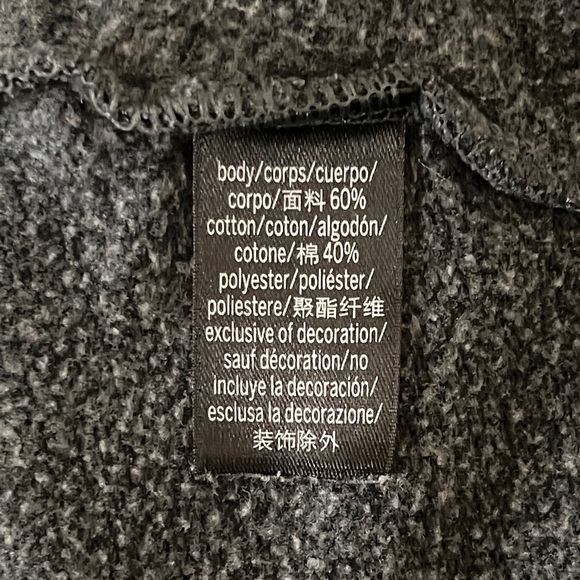 body/corps/cuerpo/
corpo/面料 60%
cotton/coton/algodón/
cotone/棉 40%
polyester/poliéster/
poliestere/聚酯纤维
exclusive of decoration/
sauf décoration/no
incluye la decoración/
esclusa la decorazione/
装饰除外